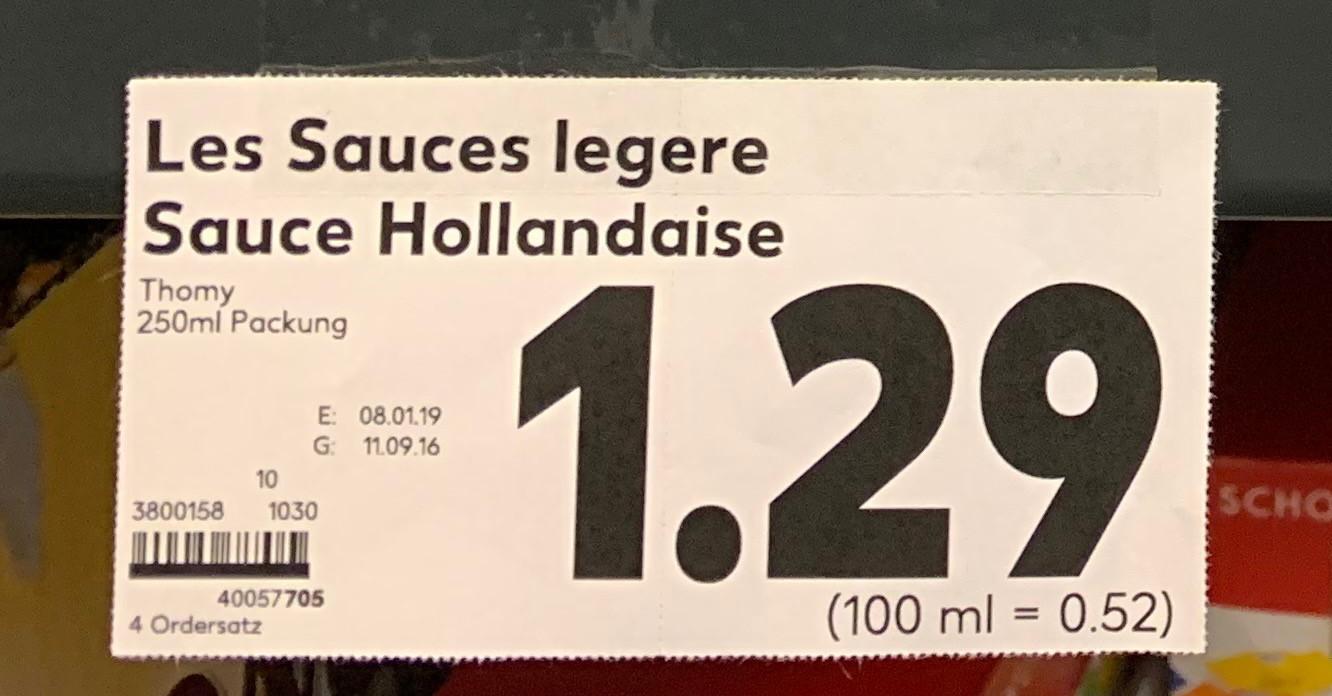 Les Sauces legere
Sauce Hollandaise
Thomy
250ml Packung
1.29
E: 08.01.19
G: 11.09.16
10
3800158 1030
40057705
4 Ordersatz
(100 ml = 0.52)
SCHO